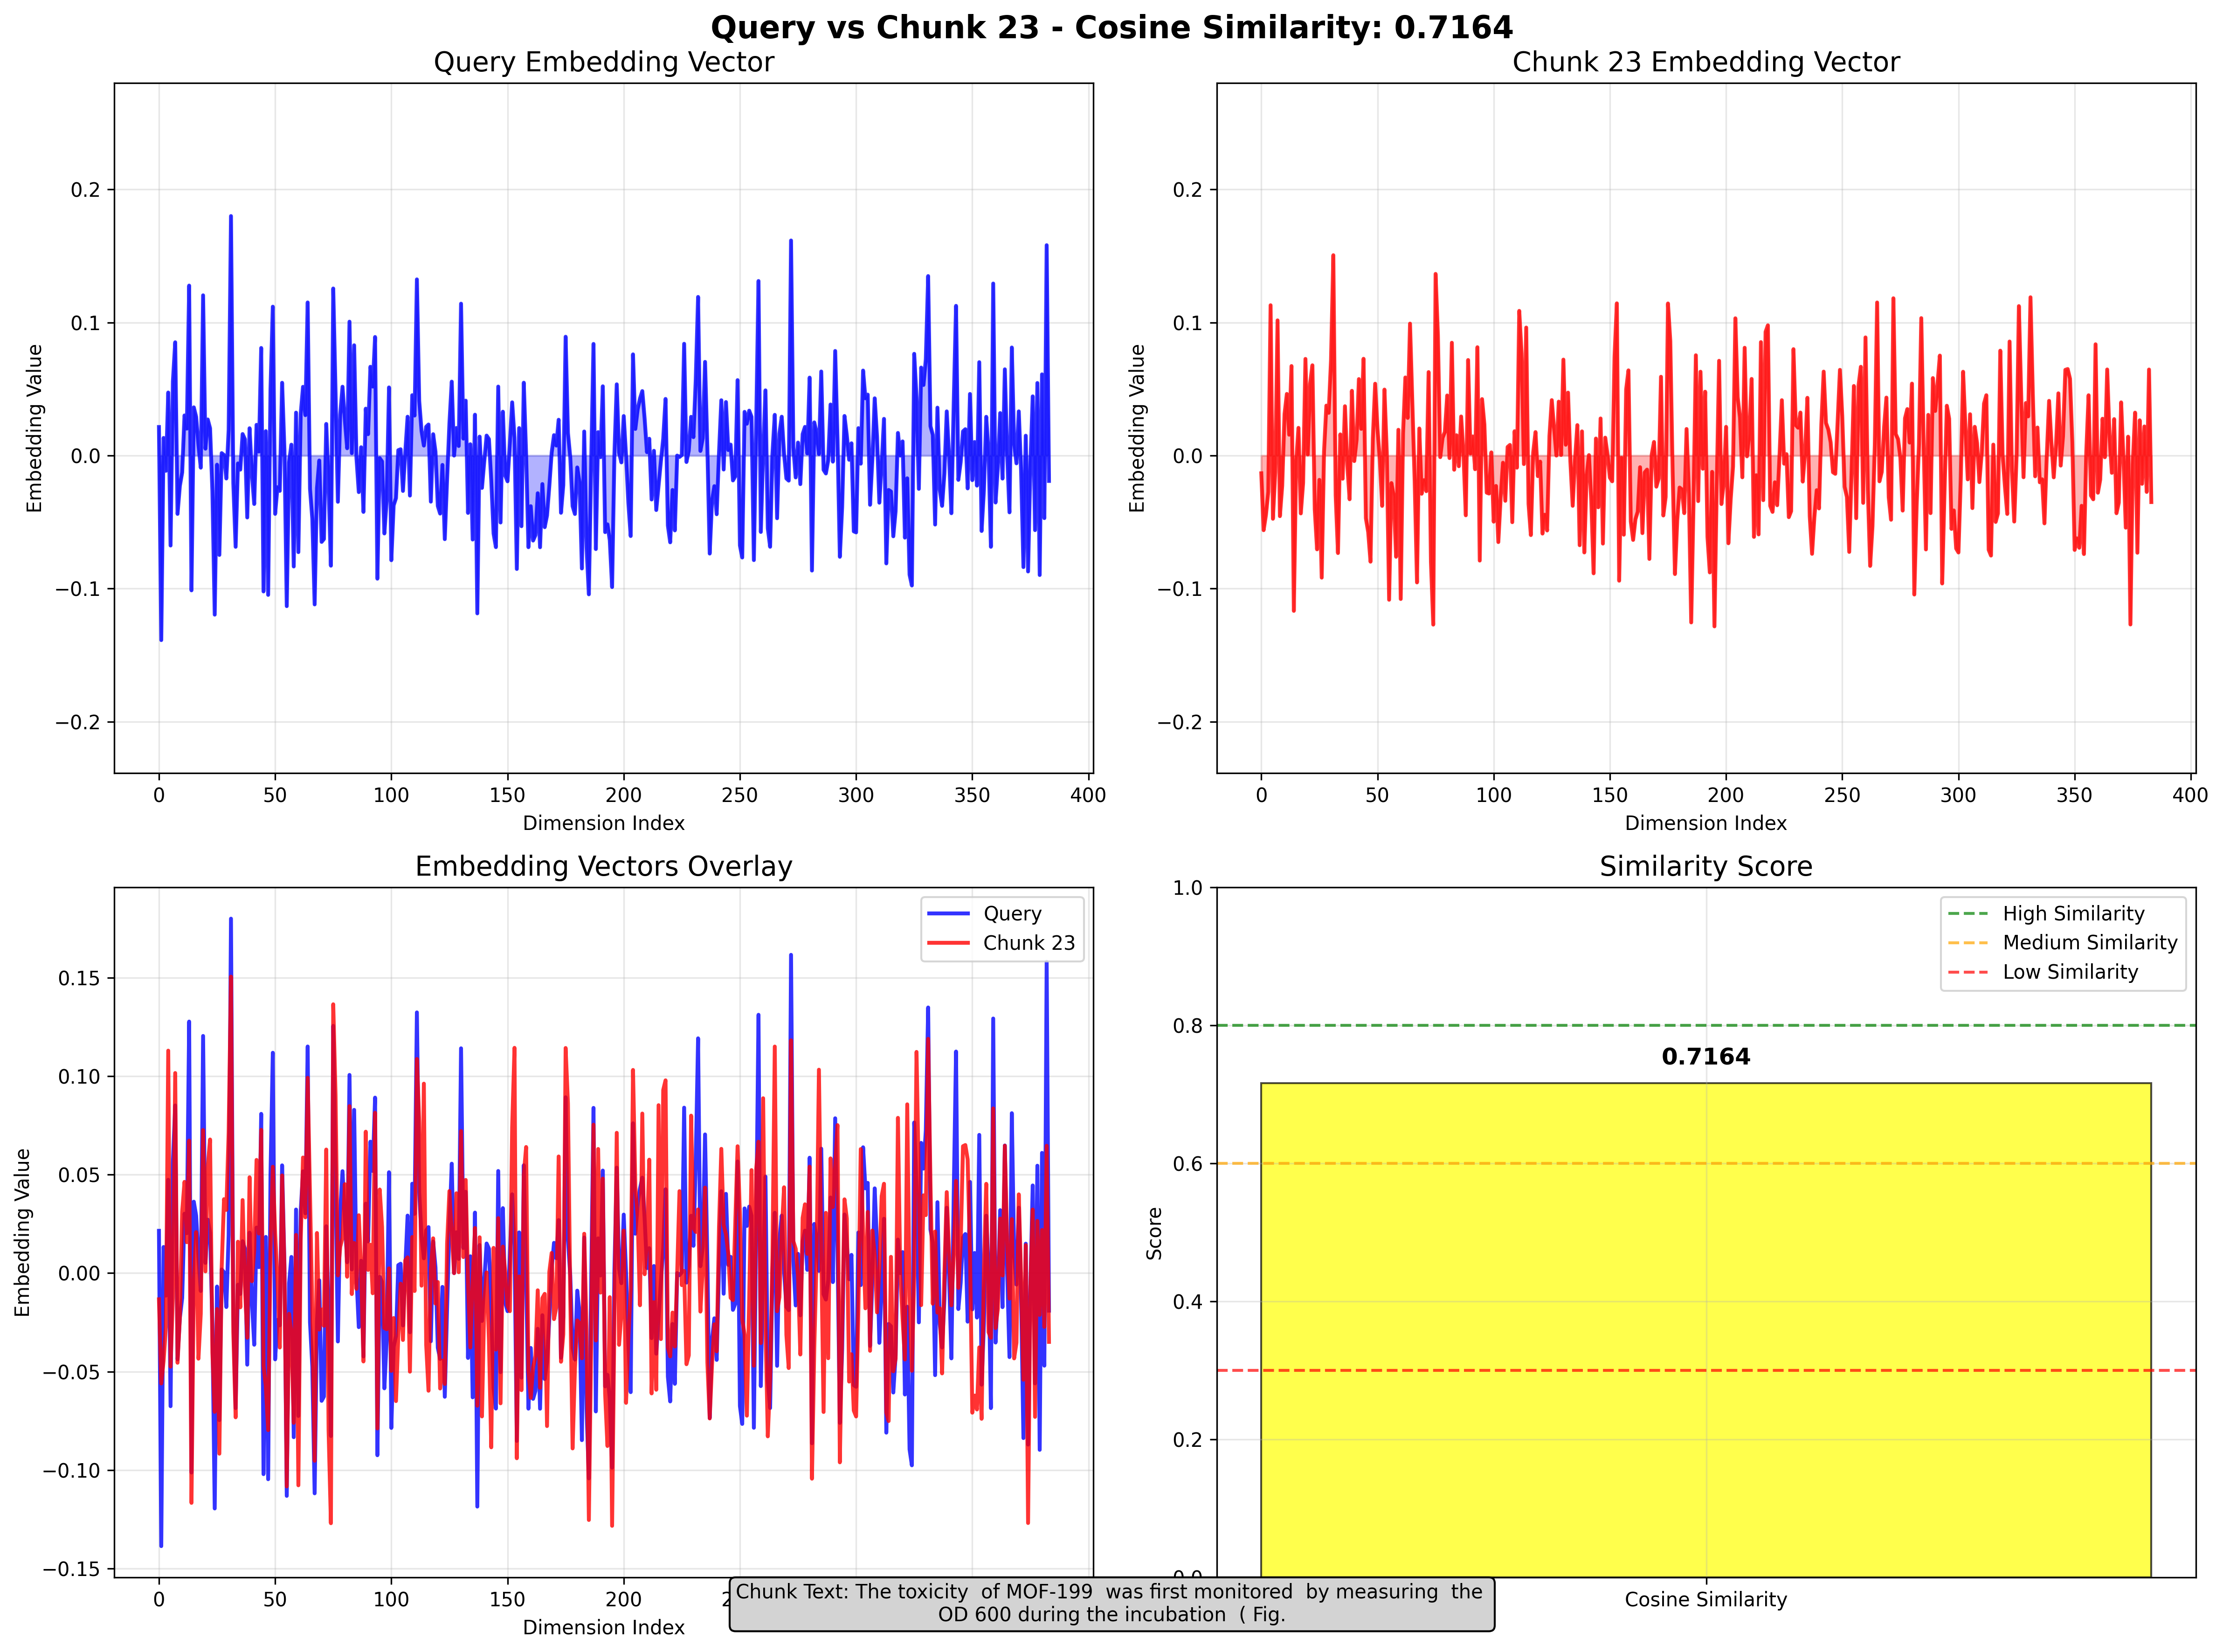 Query vs Chunk 23 - Cosine Similarity: 0.7164
Query Embedding Vector
Embedding Value
0.2
0.1
0.0
−0.1
−0.2
0 50 100 150 200 250 300 350 400
Dimension Index
Chunk 23 Embedding Vector
Embedding Value
0.2
0.1
0.0
−0.1
−0.2
0 50 100 150 200 250 300 350 400
Dimension Index
Embedding Vectors Overlay
Query
Chunk 23
Embedding Value
0.15
0.10
0.05
0.00
−0.05
−0.10
−0.15
0 50 100 150 200
Dimension Index
Similarity Score
High Similarity
Medium Similarity
Low Similarity
0.7164
Score
1.0
0.8
0.6
0.4
0.2
Cosine Similarity
Chunk Text: The toxicity  of MOF-199  was first monitored  by measuring  the
OD 600 during the incubation  ( Fig.